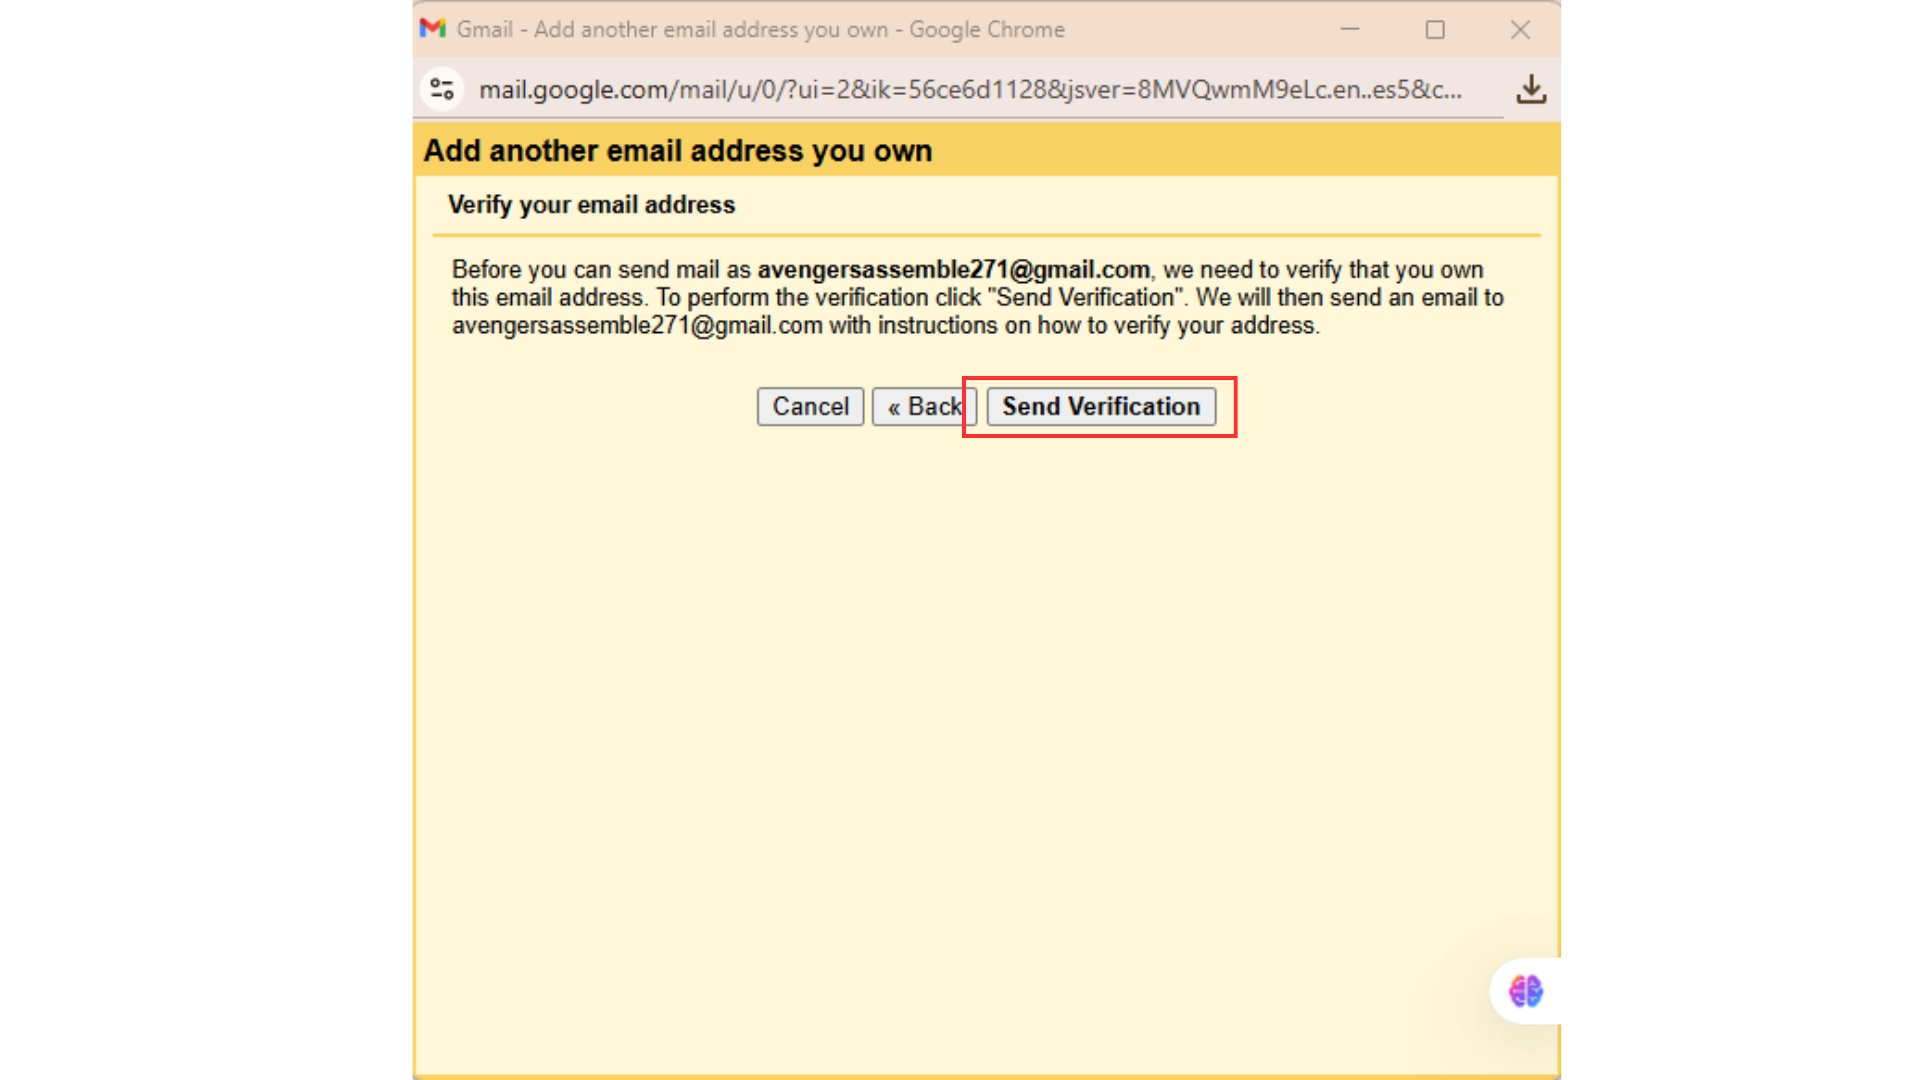 Gmail - Add another email address you own - Google Chrome
mail.google.com/mail/u/0/?ui=2&ik=56ce6d1128&jsver=8MVQwmM9eLc.en..es5&c...
Add another email address you own
Verify your email address
Before you can send mail as avengersassemble271@gmail.com, we need to verify that you own
this email address. To perform the verification click "Send Verification". We will then send an email to
avengersassemble271@gmail.com with instructions on how to verify your address.
Cancel « Back Send Verification